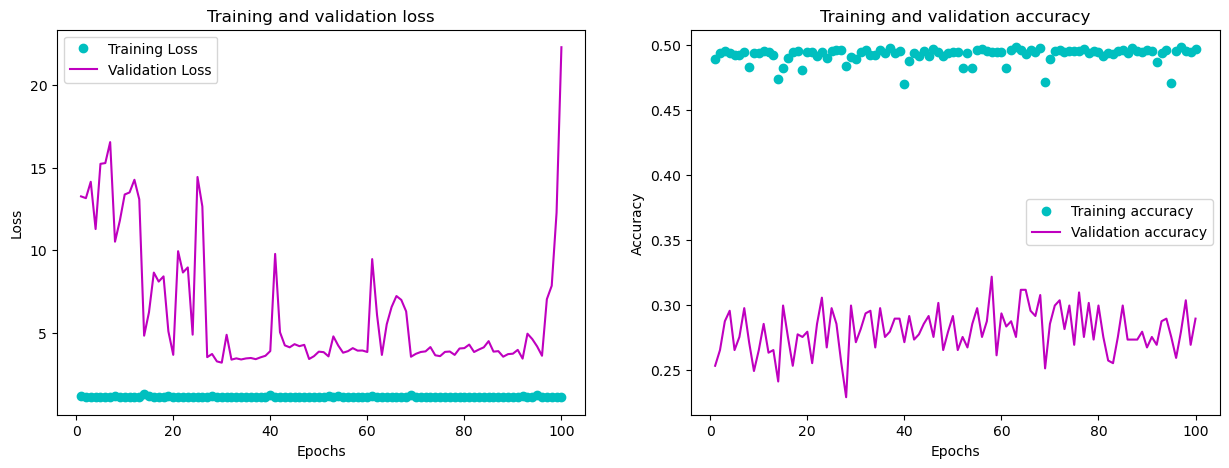 Training and validation loss
Training Loss
Validation Loss
20
15
10
5
Loss
0
20
40
60
80
100
Epochs
Training and validation accuracy
0.50
0.45
0.40
0.35
0.30
0.25
Accuracy
Training accuracy
Validation accuracy
0
20
40
60
80
100
Epochs